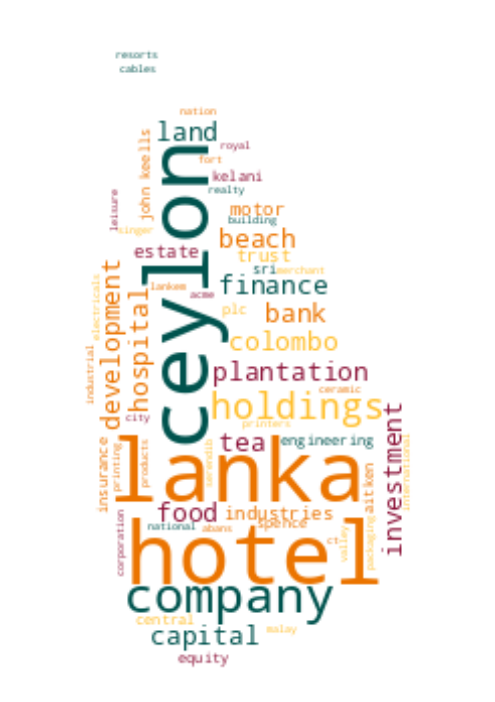 resorts
cables
nation
land
royal
fort
john keells
ceylon
kelani
realty
leisure
motor
building
singer
beach
estate
trust
sri
merchant
lankem
finance
acme
electricals
development
hospital
plc
bank
colombo
industrial
plantation
ceramic
holdings
city
printers
investment
tea
engineering
international
insurance
printing
products
serendib
lanka
aitken
food
industries
spence
national
abans
corporation
packaging
valley
ct
hotel
company
central
capital
malay
equity